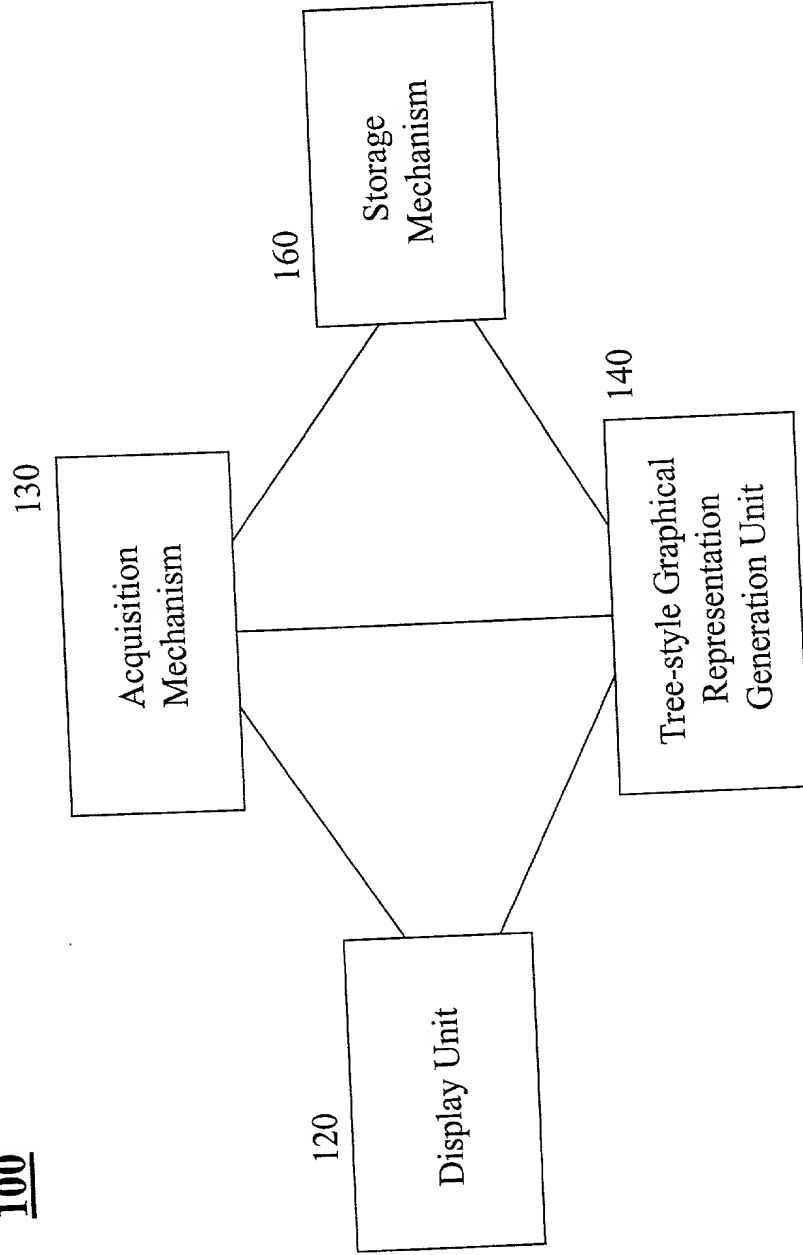 100
130
Acquisition
Mechanism
120
Display Unit
160
Storage
Mechanism
140
Tree-style Graphical
Representation
Generation Unit